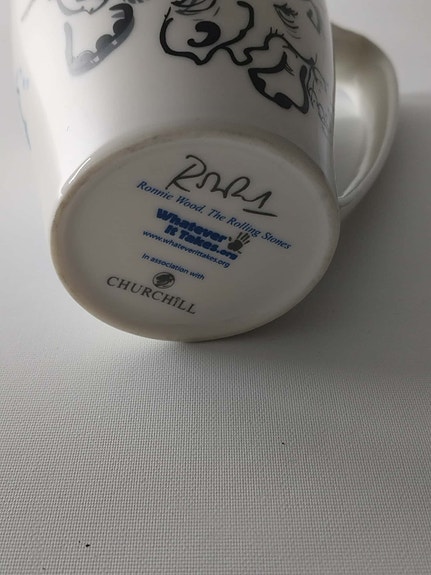 Ronnie Wood. The Rolling Stones
Whatever
It Takes.org
www.whateverittakes.org
in association with
CHURCHILL